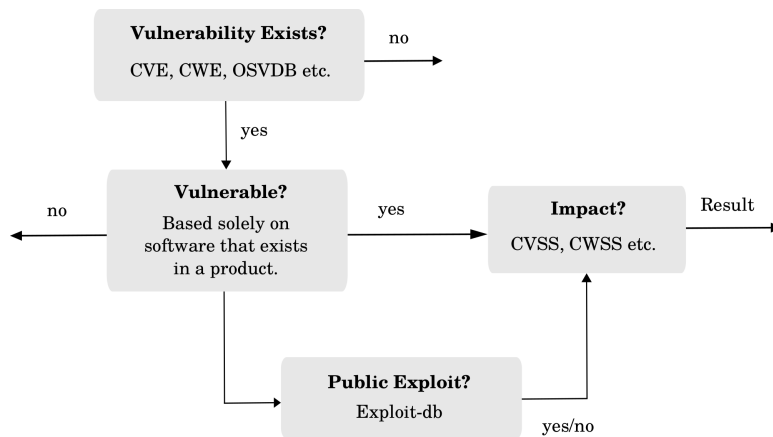 Vulnerability Exists?
CVE, CWE, OSVDB etc.
no
yes
Vulnerable?
Based solely on
software that exists
in a product.
no
yes
Impact?
CVSS, CWSS etc.
Result
Public Exploit?
Exploit-db
yes/no